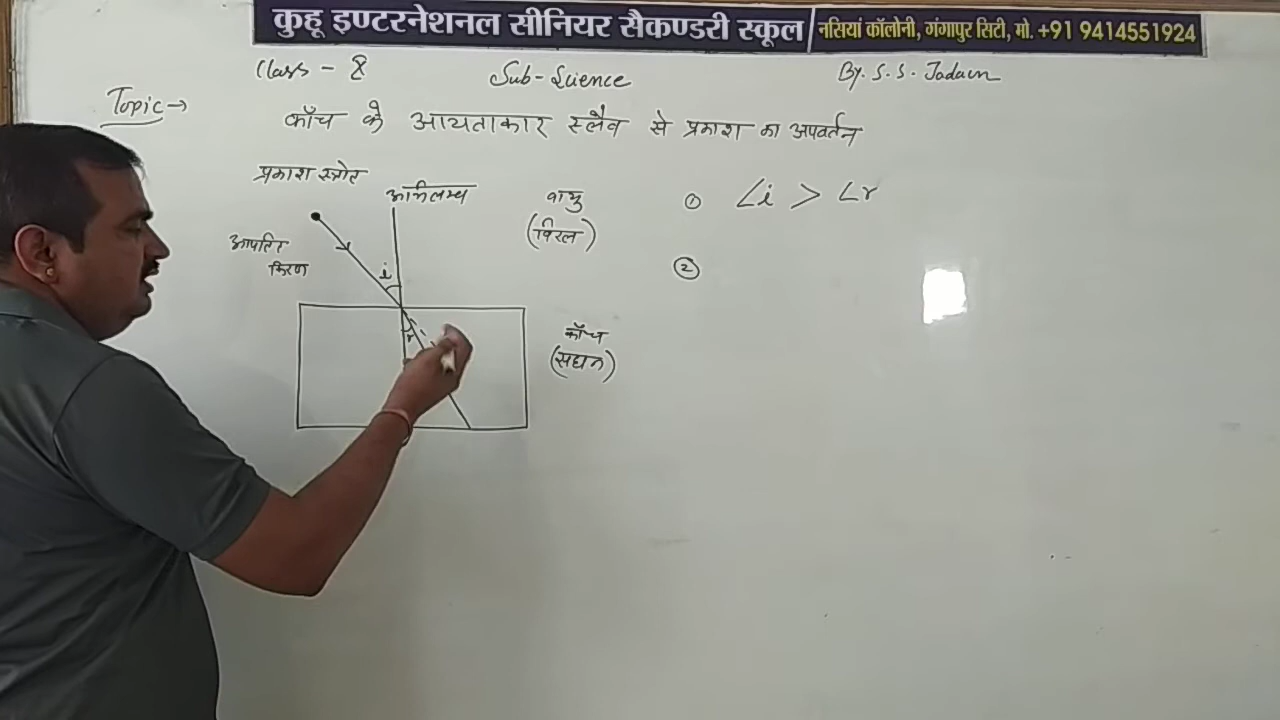 कुहू इण्टरनेशनल सीनियर सैकण्डरी स्कूल नसियां कॉलोनी, गंगापुर सिटी, मो. +91 9414551924
Class - 8 Sub-Science By. S. S. Jadaun
Topic→ काँच के आयताकार स्लैब से प्रकाश का अपवर्तन
प्रकाश स्त्रोत
अभिलम्ब वायु ① ∠i > ∠r
(विरल)
आपतित ②
किरण i
r काँच
(सघन)